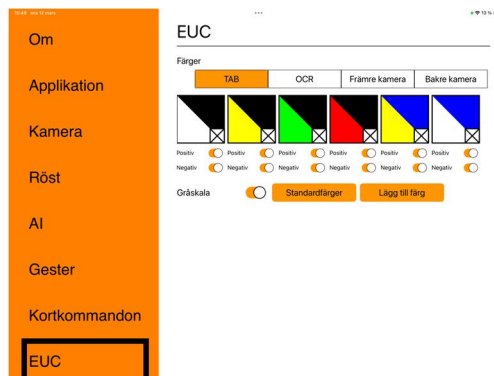 Om
Applikation
Kamera
Röst
AI
Gester
Kortkommandon
EUC
EUC
Färger
TAB OCR Främre kamera Bakre kamera
Positiv Positiv Positiv Positiv Positiv Positiv
Negativ Negativ Negativ Negativ Negativ Negativ
Gråskala Standardfärger Lägg till färg